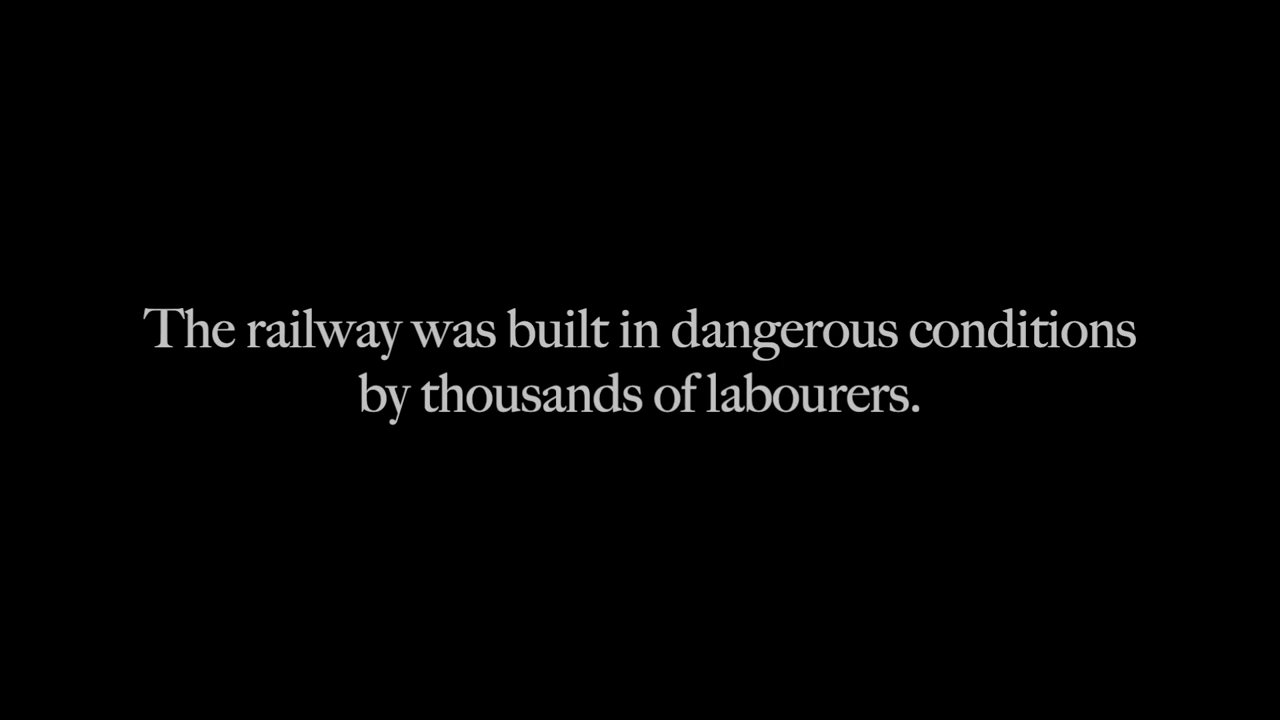 The railway was built in dangerous conditions
by thousands of labourers.